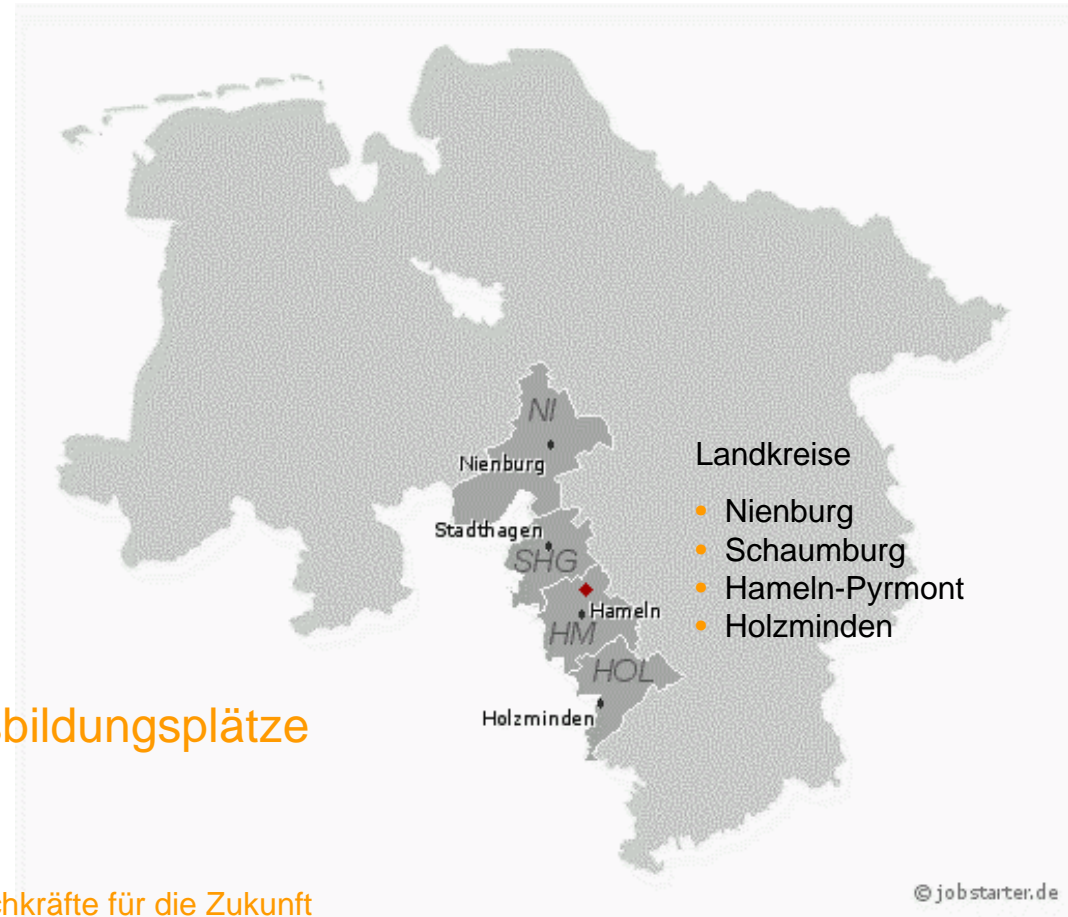 NI
Nienburg
Landkreise
• Nienburg
• Schaumburg
• Hameln-Pyrmont
• Holzminden
Stadthagen
SHG
Hameln
HM
HOL
Holzminden
bildungsplätze
hkräfte für die Zukunft
© jobstarter.de